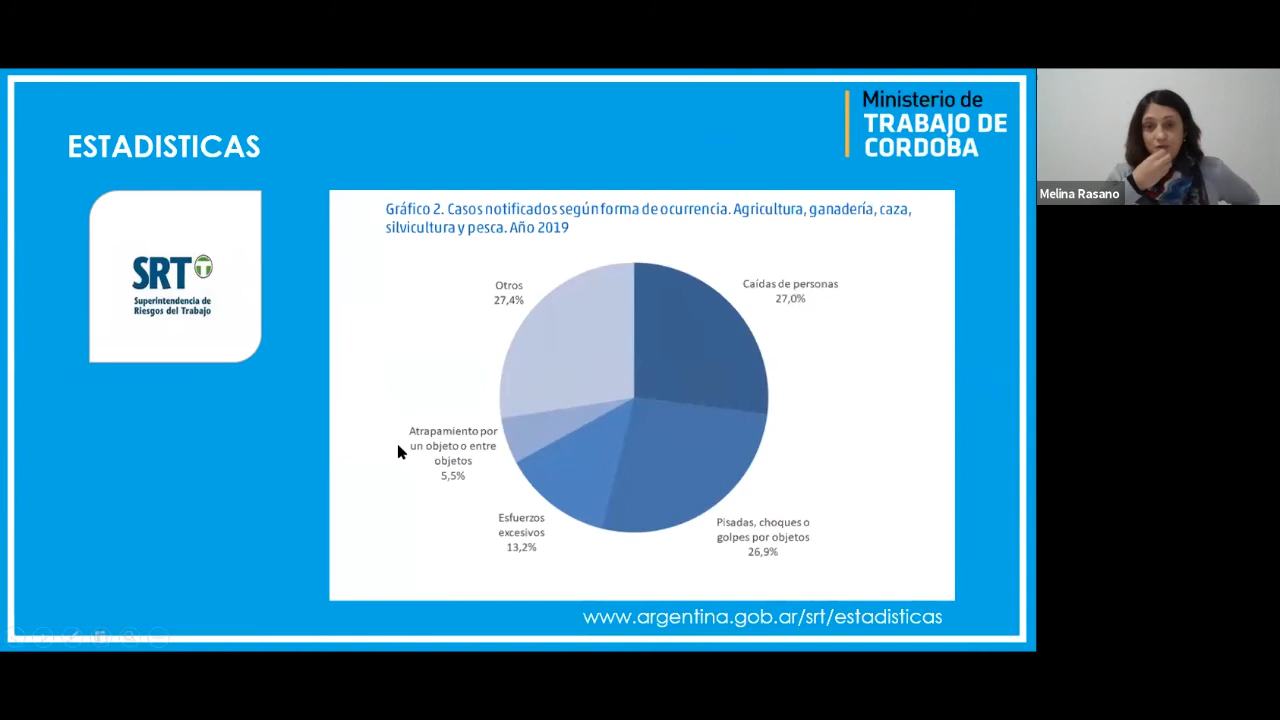 ESTADISTICAS
Ministerio de
TRABAJO DE
CORDOBA
Melina Rasano
SRT T
Superintendencia de
Riesgos del Trabajo
Gráfico 2. Casos notificados según forma de ocurrencia. Agricultura, ganadería, caza,
silvicultura y pesca. Año 2019
Otros
27,4%
Caídas de personas
27,0%
Atrapamiento por
un objeto o entre
objetos
5,5%
Esfuerzos
excesivos
13,2%
Pisadas, choques o
golpes por objetos
26,9%
www.argentina.gob.ar/srt/estadisticas